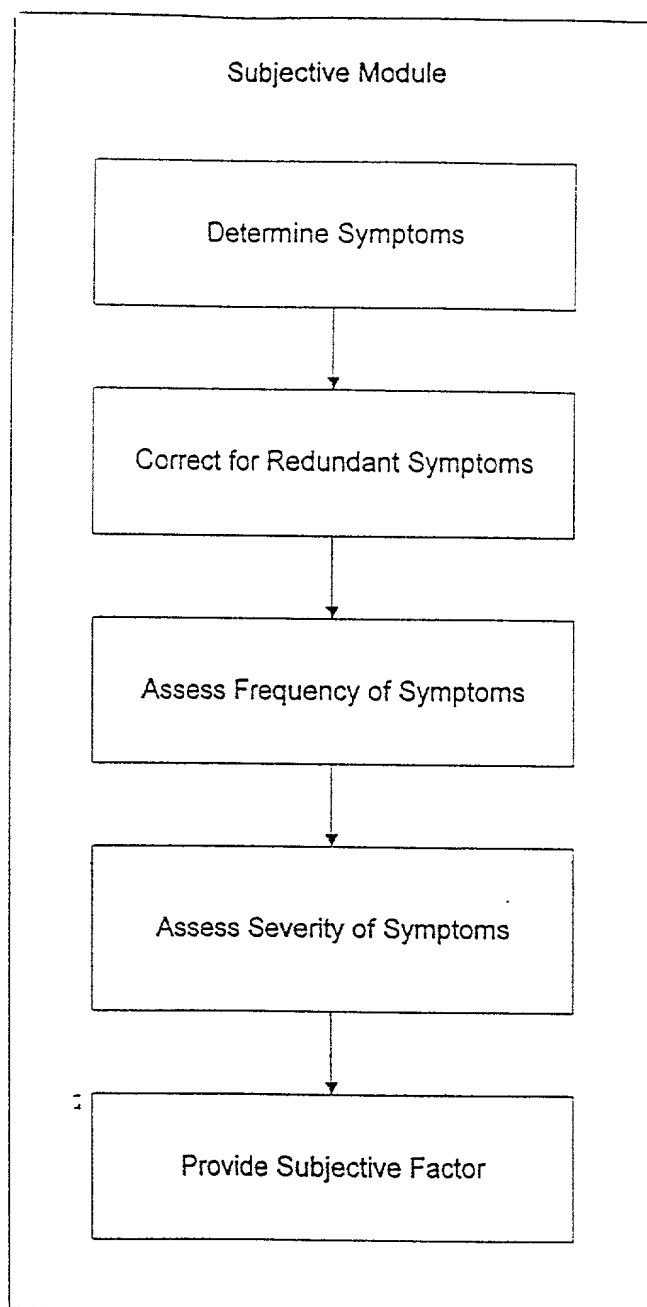 Subjective Module
Determine Symptoms
Correct for Redundant Symptoms
Assess Frequency of Symptoms
Assess Severity of Symptoms
Provide Subjective Factor